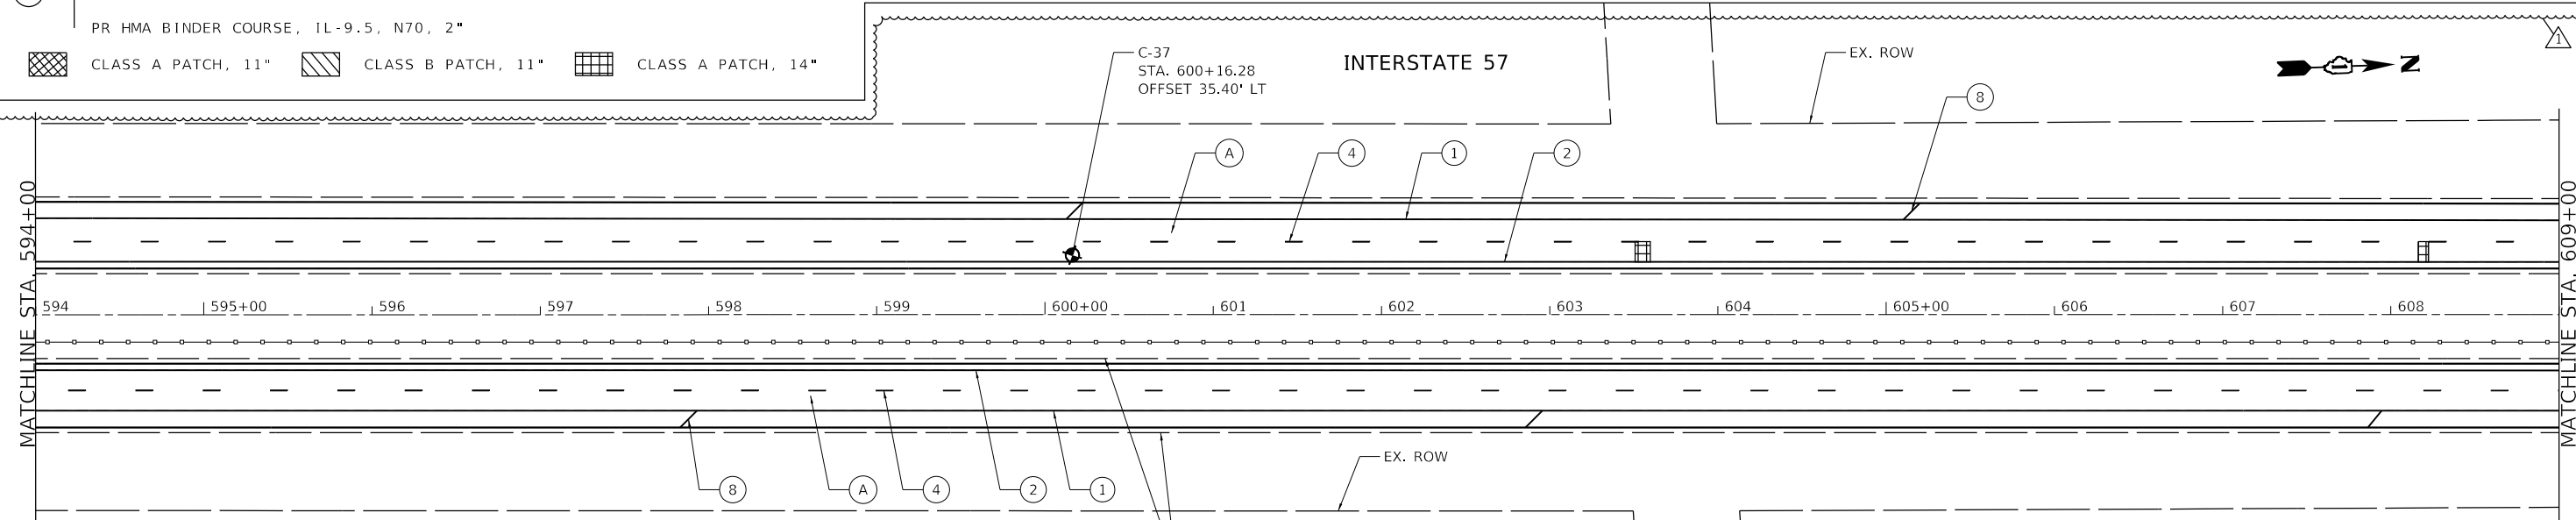 PR HMA BINDER COURSE, IL-9.5, N70, 2"
CLASS A PATCH, 11" CLASS B PATCH, 11" CLASS A PATCH, 14"
C-37
STA. 600+16.28
OFFSET 35.40' LT
INTERSTATE 57
EX. ROW
N
1
8
A 4 1 2
MATCHLINE STA. 594+00
594 595+00 596 597 598 599 600+00 601 602 603 604 605+00 606 607 608
MATCHLINE STA. 609+00
EX. ROW
8 A 4 2 1